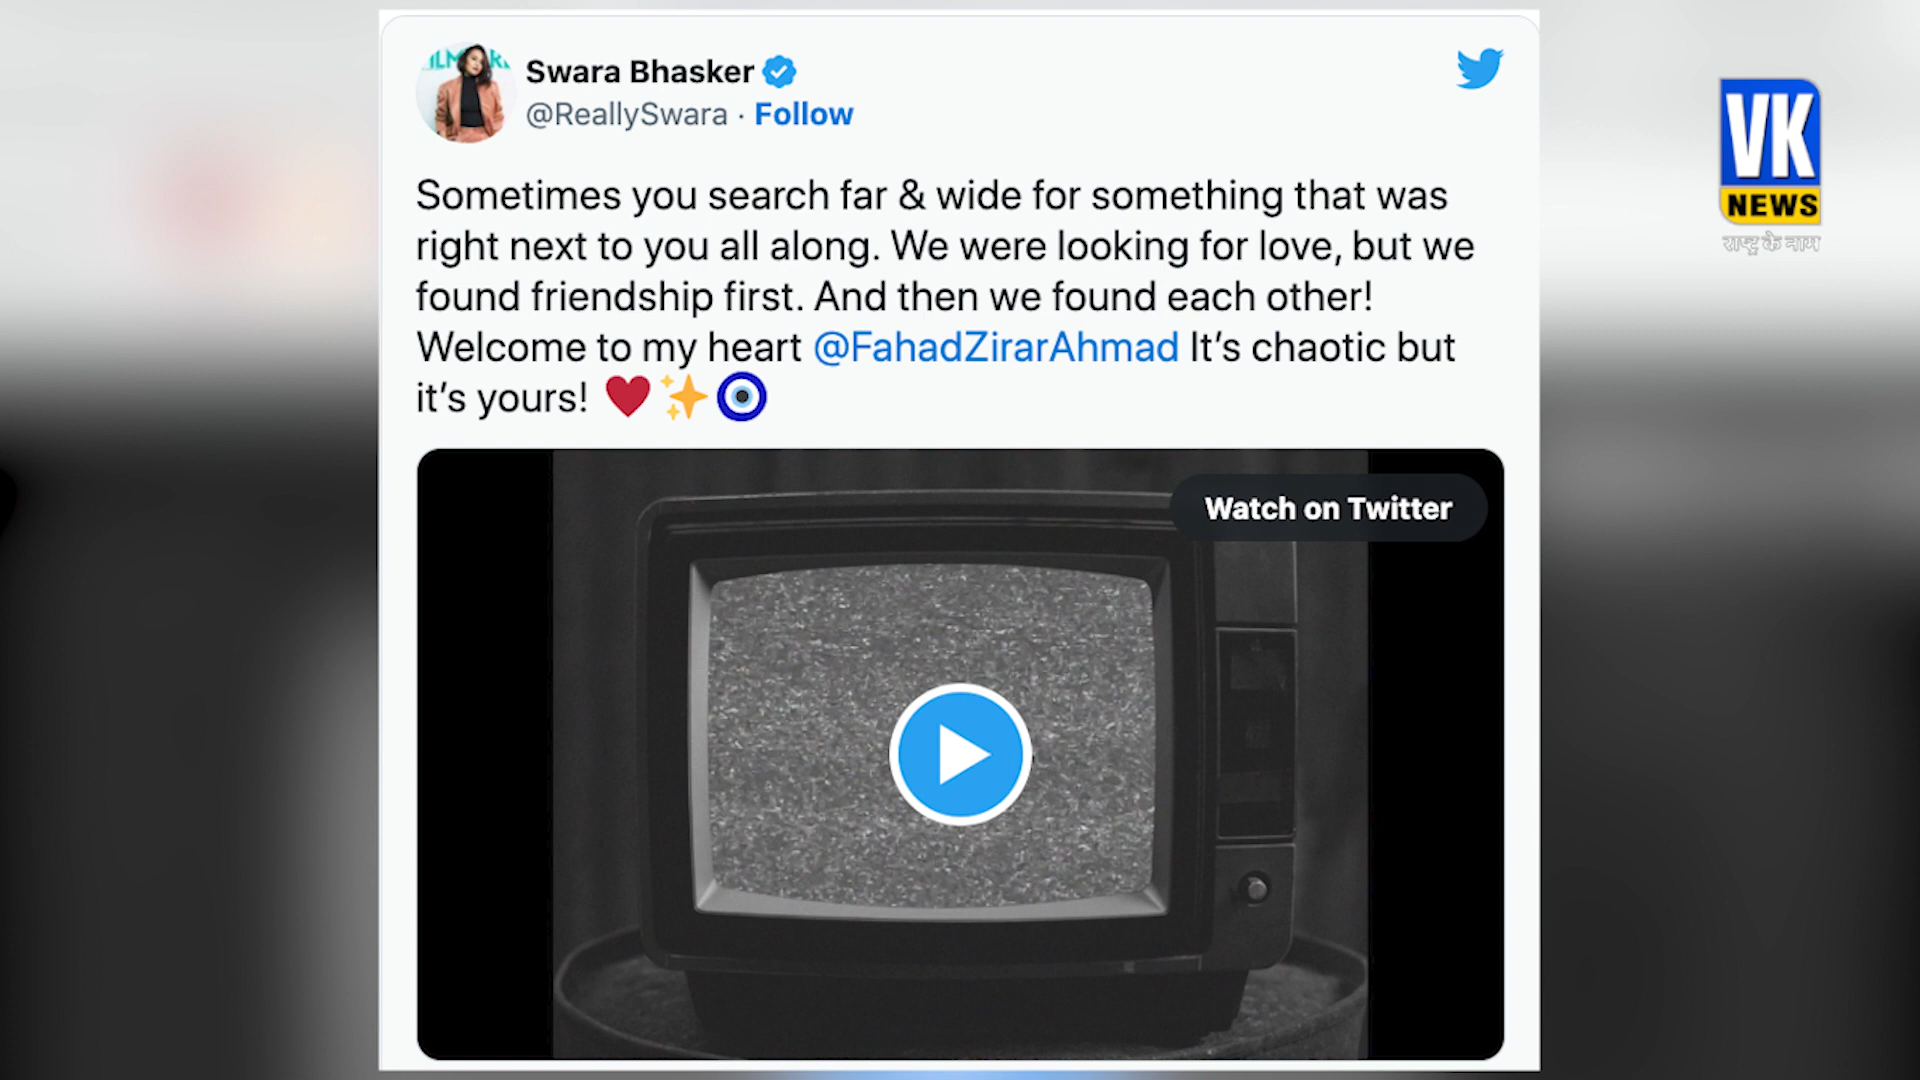 Swara Bhasker
@ReallySwara · Follow
Sometimes you search far & wide for something that was
right next to you all along. We were looking for love, but we
found friendship first. And then we found each other!
Welcome to my heart @FahadZirarAhmad It’s chaotic but
it’s yours! ❤️✨🧿
Watch on Twitter
VK
NEWS
राष्ट्र के नाम